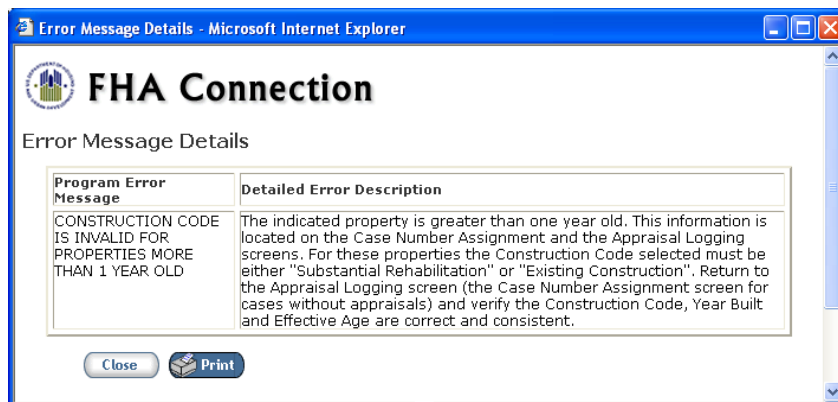 Error Message Details - Microsoft Internet Explorer
FHA Connection
Error Message Details
Program Error
Message
Detailed Error Description
CONSTRUCTION CODE
IS INVALID FOR
PROPERTIES MORE
THAN 1 YEAR OLD
The indicated property is greater than one year old. This information is
located on the Case Number Assignment and the Appraisal Logging
screens. For these properties the Construction Code selected must be
either "Substantial Rehabilitation" or "Existing Construction". Return to
the Appraisal Logging screen (the Case Number Assignment screen for
cases without appraisals) and verify the Construction Code, Year Built
and Effective Age are correct and consistent.
Close
Print